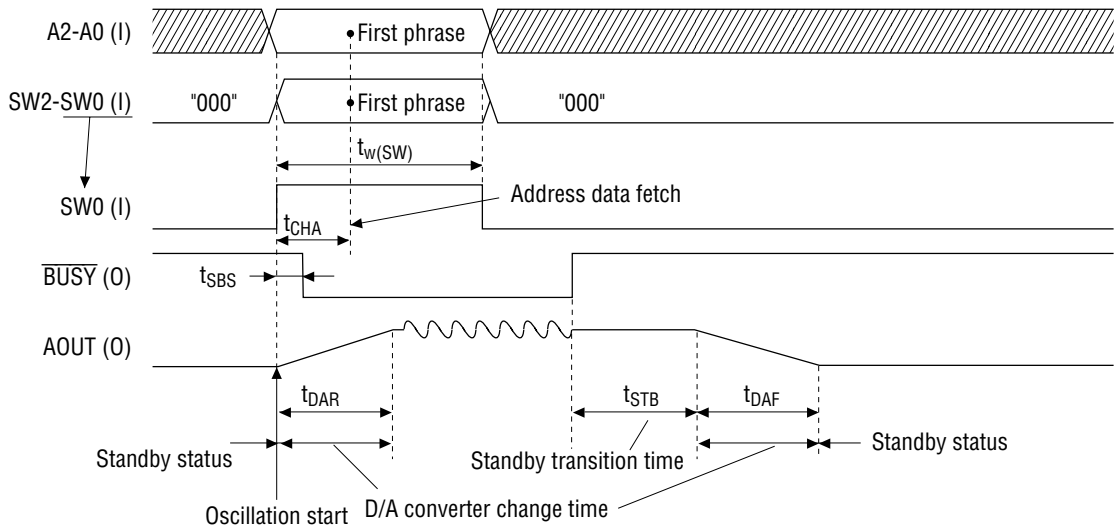 A2-A0 (I) First phrase
SW2-SW0 (I) "000" First phrase "000"
tW(SW)
SW0 (I) Address data fetch
tCHA
BUSY (O) tSBS
AOUT (O)
tDAR tSTB tDAF
Standby status Standby transition time Standby status
Oscillation start D/A converter change time